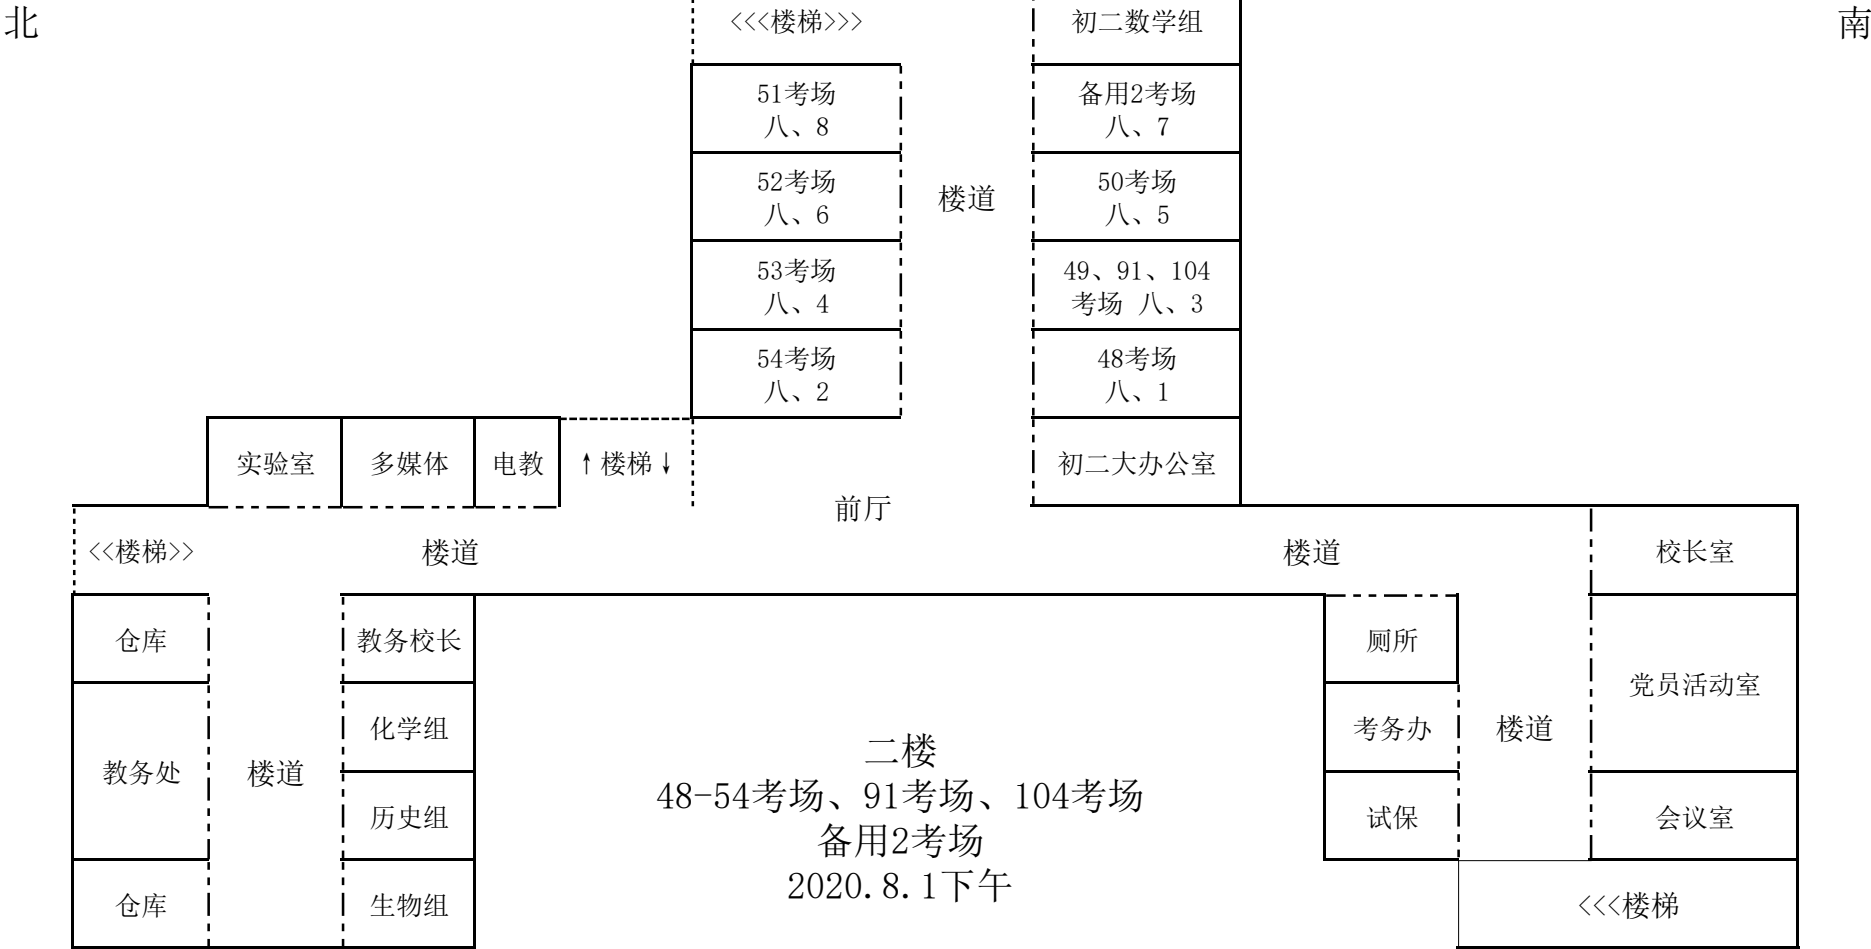 北
<<<楼梯>>>
初二数学组
南
51考场
八、8
备用2考场
八、7
52考场
八、6
楼道
50考场
八、5
53考场
八、4
49、91、104
考场 八、3
54考场
八、2
48考场
八、1
实验室
多媒体
电教
↑楼梯↓
初二大办公室
前厅
<<楼梯>>
楼道
楼道
校长室
仓库
教务校长
厕所
党员活动室
化学组
考务办
楼道
教务处
楼道
历史组
试保
会议室
仓库
生物组
<<<楼梯
二楼
48-54考场、91考场、104考场
备用2考场
2020.8.1下午